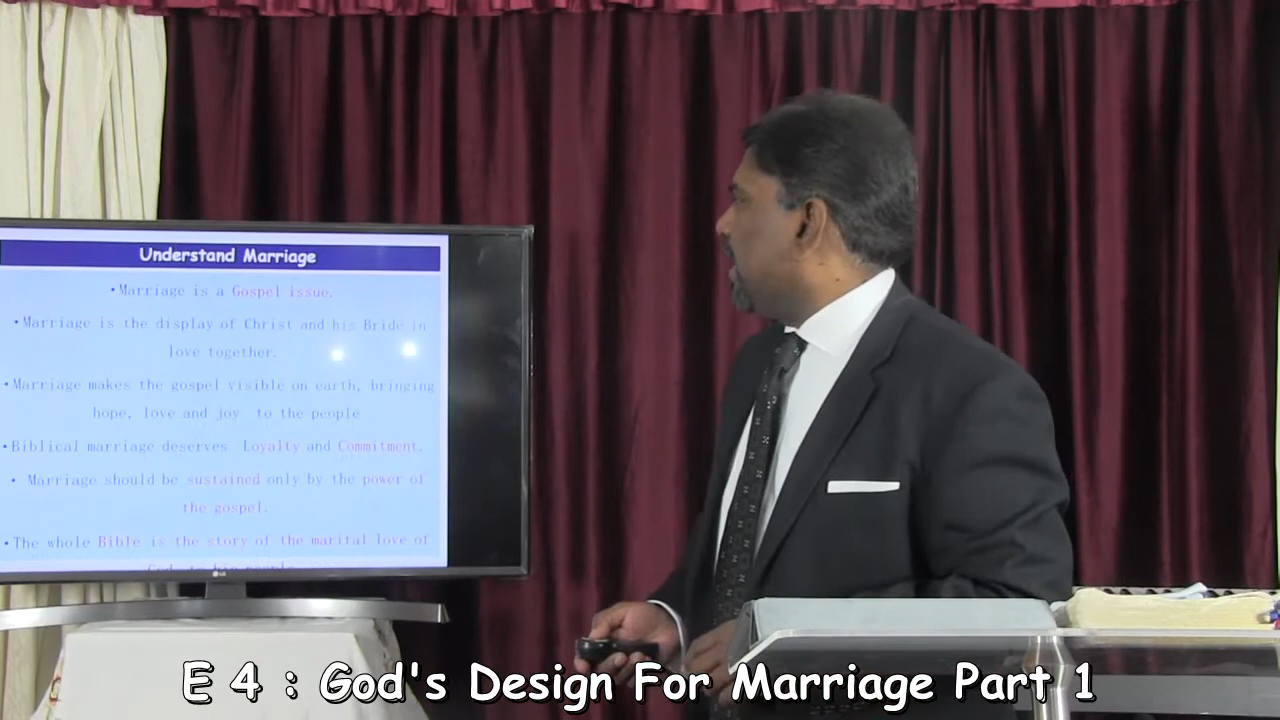 Understand Marriage
•Marriage is a Gospel issue.
•Marriage is the display of Christ and his Bride in
love together.
•Marriage makes the gospel visible on earth, bringing
hope, love and joy to the people
•Biblical marriage deserves Loyalty and Commitment.
• Marriage should be sustained only by the power of
the gospel.
•The whole Bible is the story of the marital love of
God
LG
E 4 : God's Design For Marriage Part 1